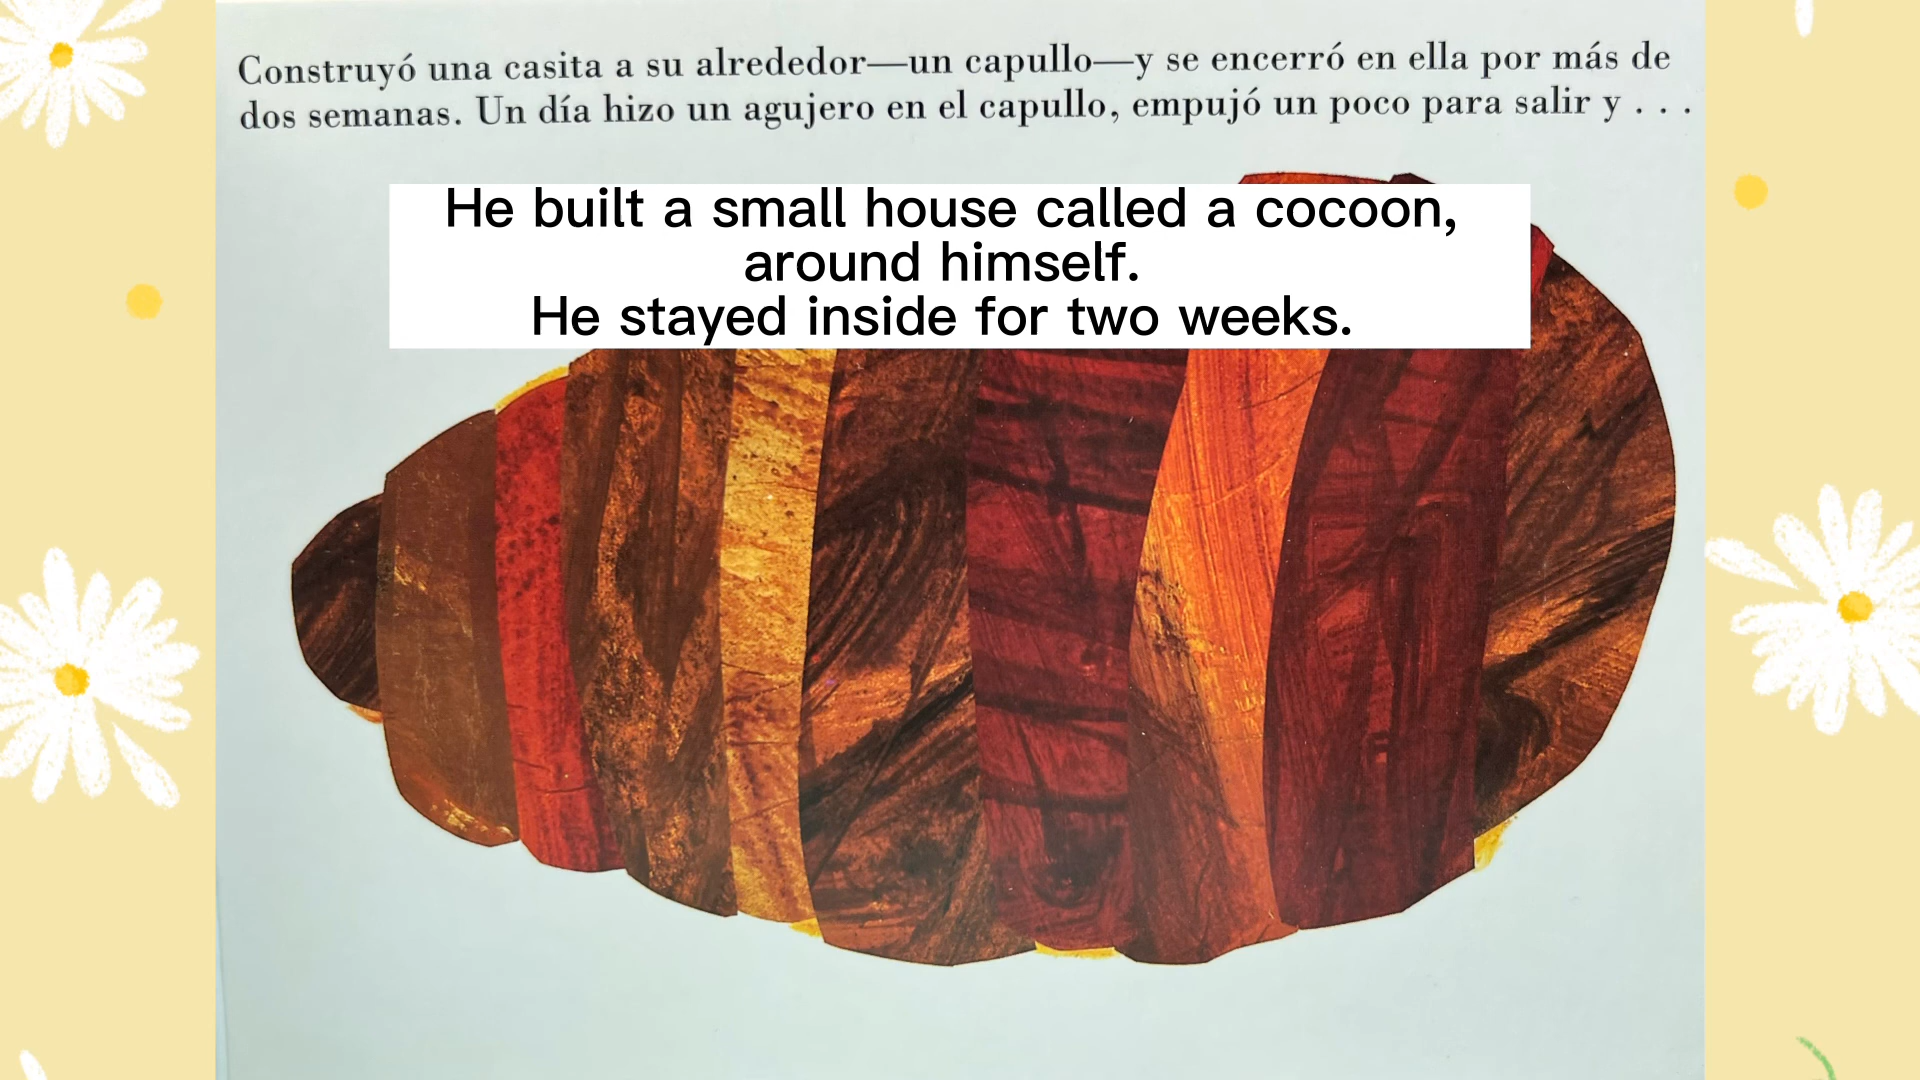 Construyó una casita a su alrededor—un capullo—y se encerró en ella por más de
dos semanas. Un día hizo un agujero en el capullo, empujó un poco para salir y . . .
He built a small house called a cocoon,
around himself.
He stayed inside for two weeks.